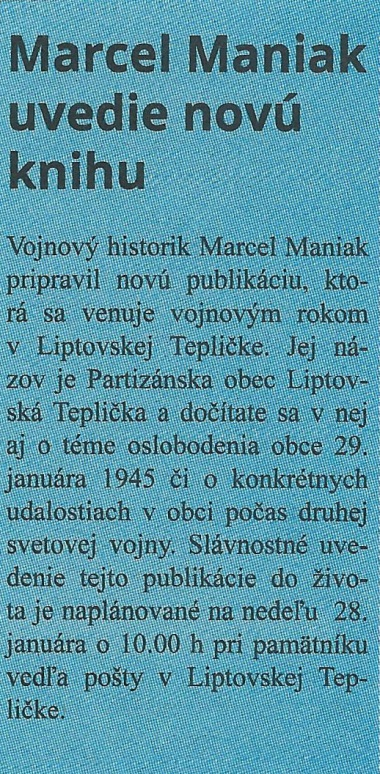 Marcel Maniak
uvedie novú
knihu
Vojnový historik Marcel Maniak
pripravil novú publikáciu, kto-
rá sa venuje vojnovým rokom
v Liptovskej Tepličke. Jej ná-
zov je Partizánska obec Liptov-
ská Teplička a dočítate sa v nej
aj o téme oslobodenia obce 29.
januára 1945 či o konkrétnych
udalostiach v obci počas druhej
svetovej vojny. Slávnostné uve-
denie tejto publikácie do živo-
ta je naplánované na nedeľu 28.
januára o 10.00 h pri pamätníku
vedľa pošty v Liptovskej Tep-
ličke.